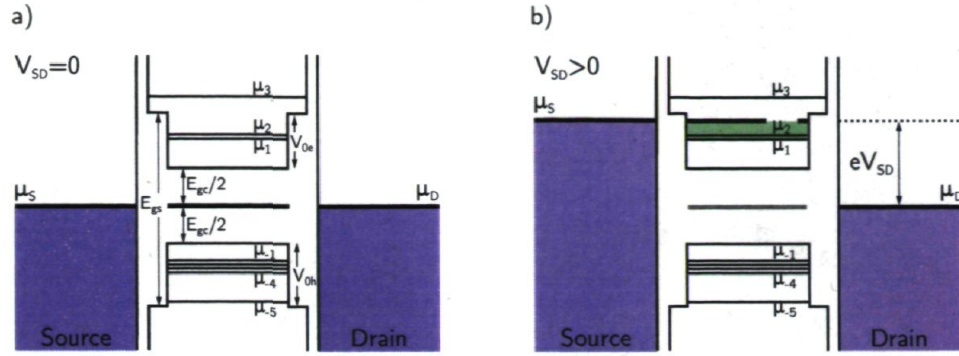 a)
V_SD=0
μ_3
μ_2
μ_1
V_0e
E_gc/2
μ_S
E_gs
μ_D
E_gc/2
μ_-1
V_0h
μ_-4
μ_-5
Source
Drain
b)
V_SD>0
μ_3
μ_S
μ_2
μ_1
eV_SD
μ_D
μ_-1
μ_-4
μ_-5
Source
Drain